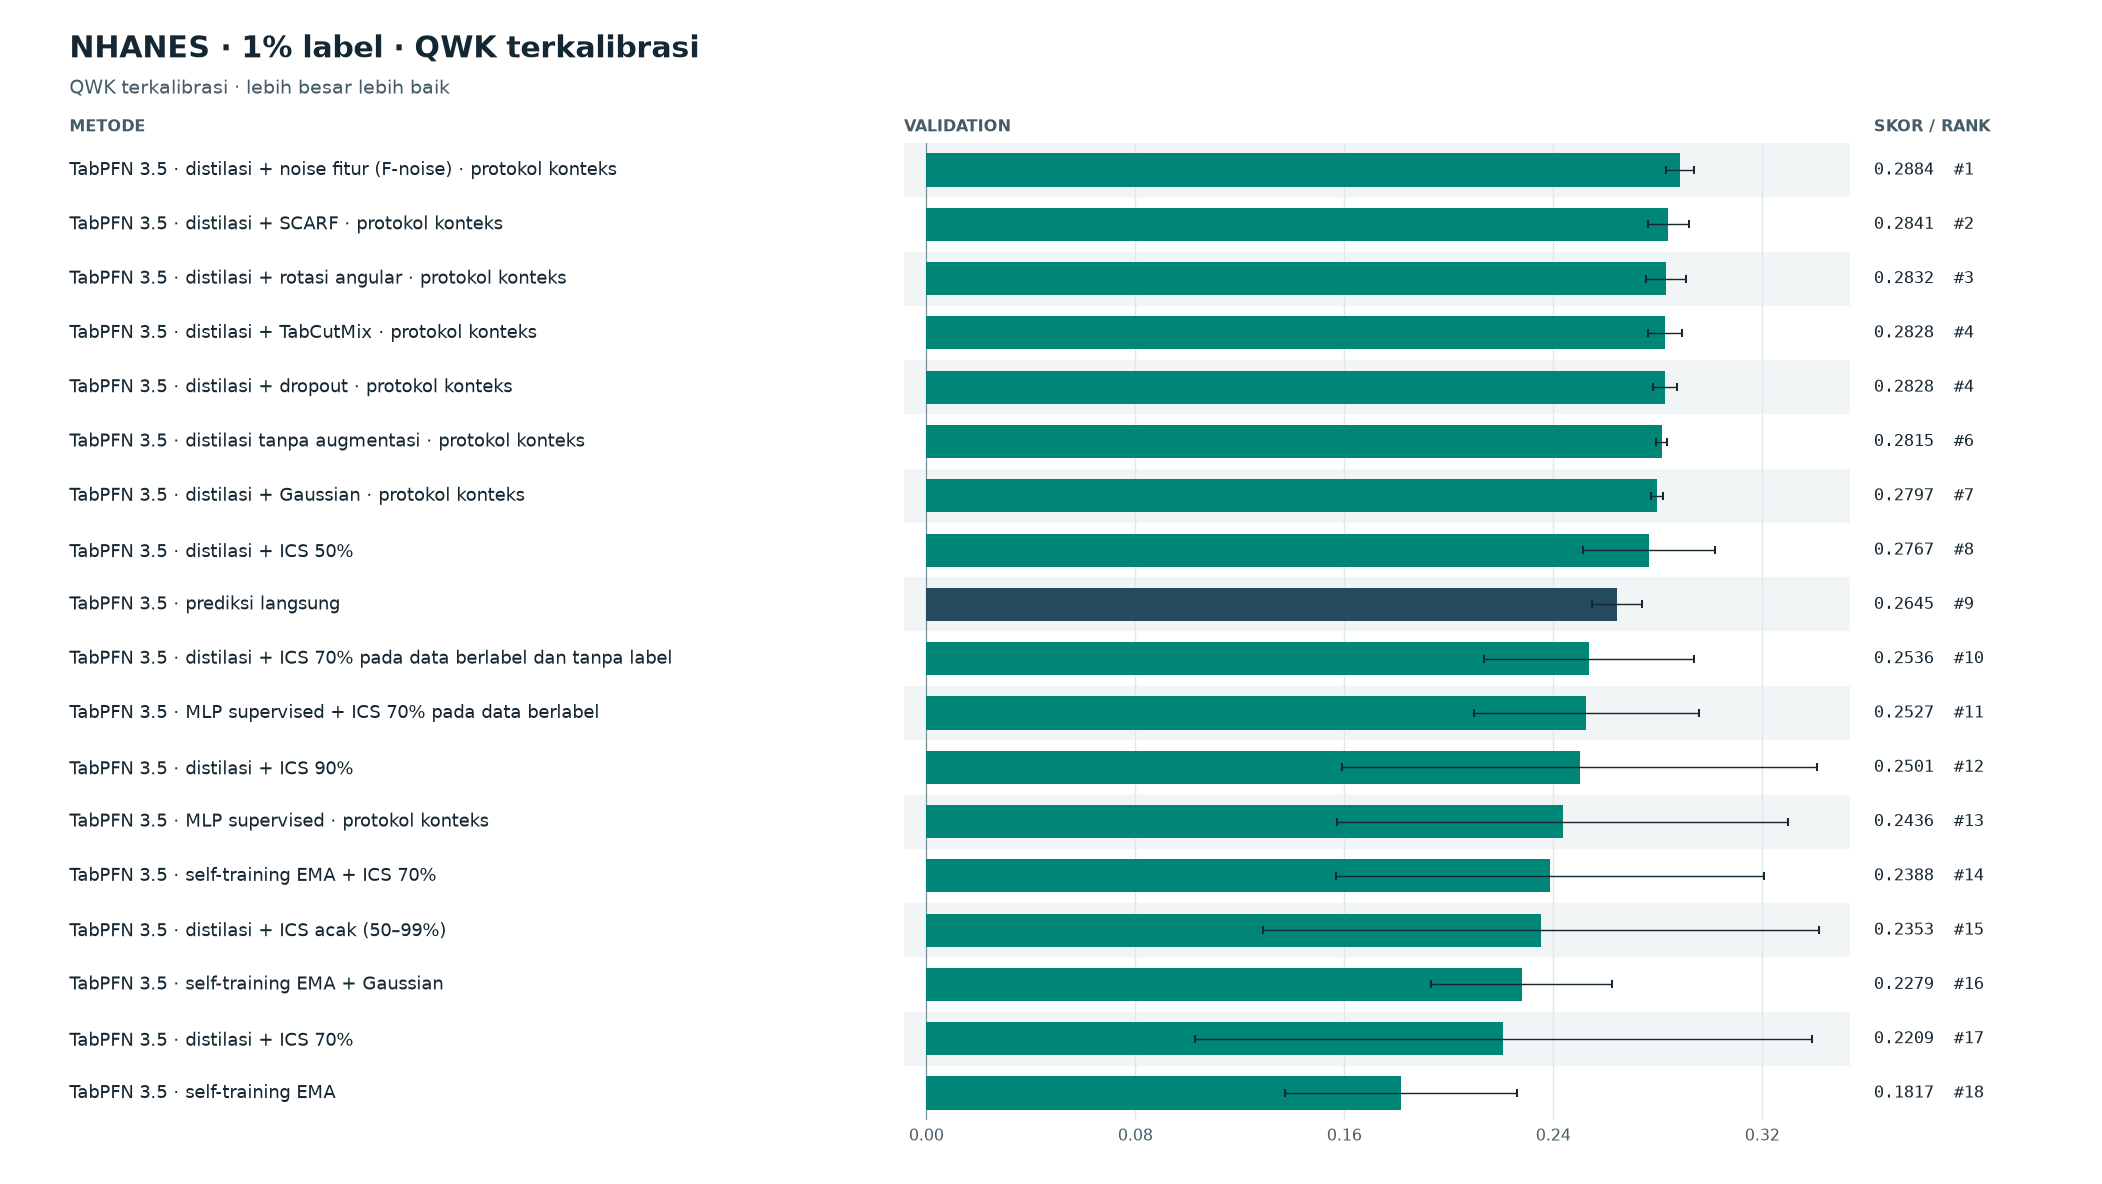 NHANES · 1% label · QWK terkalibrasi
QWK terkalibrasi · lebih besar lebih baik
METODE VALIDATION SKOR / RANK
TabPFN 3.5 · distilasi + noise fitur (F-noise) · protokol konteks 0.2884 #1
TabPFN 3.5 · distilasi + SCARF · protokol konteks 0.2841 #2
TabPFN 3.5 · distilasi + rotasi angular · protokol konteks 0.2832 #3
TabPFN 3.5 · distilasi + TabCutMix · protokol konteks 0.2828 #4
TabPFN 3.5 · distilasi + dropout · protokol konteks 0.2828 #4
TabPFN 3.5 · distilasi tanpa augmentasi · protokol konteks 0.2815 #6
TabPFN 3.5 · distilasi + Gaussian · protokol konteks 0.2797 #7
TabPFN 3.5 · distilasi + ICS 50% 0.2767 #8
TabPFN 3.5 · prediksi langsung 0.2645 #9
TabPFN 3.5 · distilasi + ICS 70% pada data berlabel dan tanpa label 0.2536 #10
TabPFN 3.5 · MLP supervised + ICS 70% pada data berlabel 0.2527 #11
TabPFN 3.5 · distilasi + ICS 90% 0.2501 #12
TabPFN 3.5 · MLP supervised · protokol konteks 0.2436 #13
TabPFN 3.5 · self-training EMA + ICS 70% 0.2388 #14
TabPFN 3.5 · distilasi + ICS acak (50–99%) 0.2353 #15
TabPFN 3.5 · self-training EMA + Gaussian 0.2279 #16
TabPFN 3.5 · distilasi + ICS 70% 0.2209 #17
TabPFN 3.5 · self-training EMA 0.1817 #18
0.00 0.08 0.16 0.24 0.32